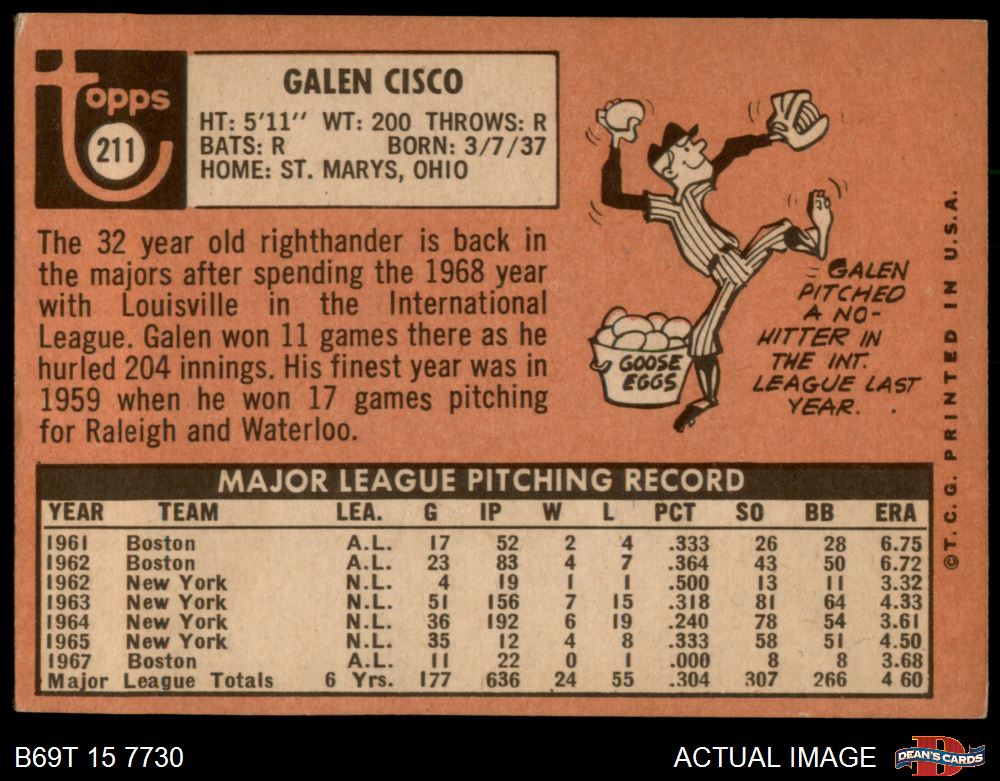 Topps
211
GALEN CISCO
HT: 5'11" WT: 200 THROWS: R
BATS: R BORN: 3/7/37
HOME: ST. MARYS, OHIO
The 32 year old righthander is back in
the majors after spending the 1968 year
with Louisville in the International
League. Galen won 11 games there as he
hurled 204 innings. His finest year was in
1959 when he won 17 games pitching
for Raleigh and Waterloo.
GOOSE
EGGS
GALEN
PITCHED
A NO-
HITTER IN
THE INT.
LEAGUE LAST
YEAR.
©T.C.G. PRINTED IN U.S.A.
MAJOR LEAGUE PITCHING RECORD
YEAR TEAM LEA. G IP W L PCT SO BB ERA
1961 Boston A.L. 17 52 2 4 .333 26 28 6.75
1962 Boston A.L. 23 83 4 7 .364 43 50 6.72
1962 New York N.L. 4 19 1 1 .500 13 11 3.32
1963 New York N.L. 51 156 7 15 .318 81 64 4.33
1964 New York N.L. 36 192 6 19 .240 78 54 3.61
1965 New York N.L. 35 12 4 8 .333 58 51 4.50
1967 Boston A.L. 11 22 0 1 .000 8 8 3.68
Major League Totals 6 Yrs. 177 636 24 55 .304 307 266 4 60
B69T 15 7730
ACTUAL IMAGE
D
DEAN'S CARDS